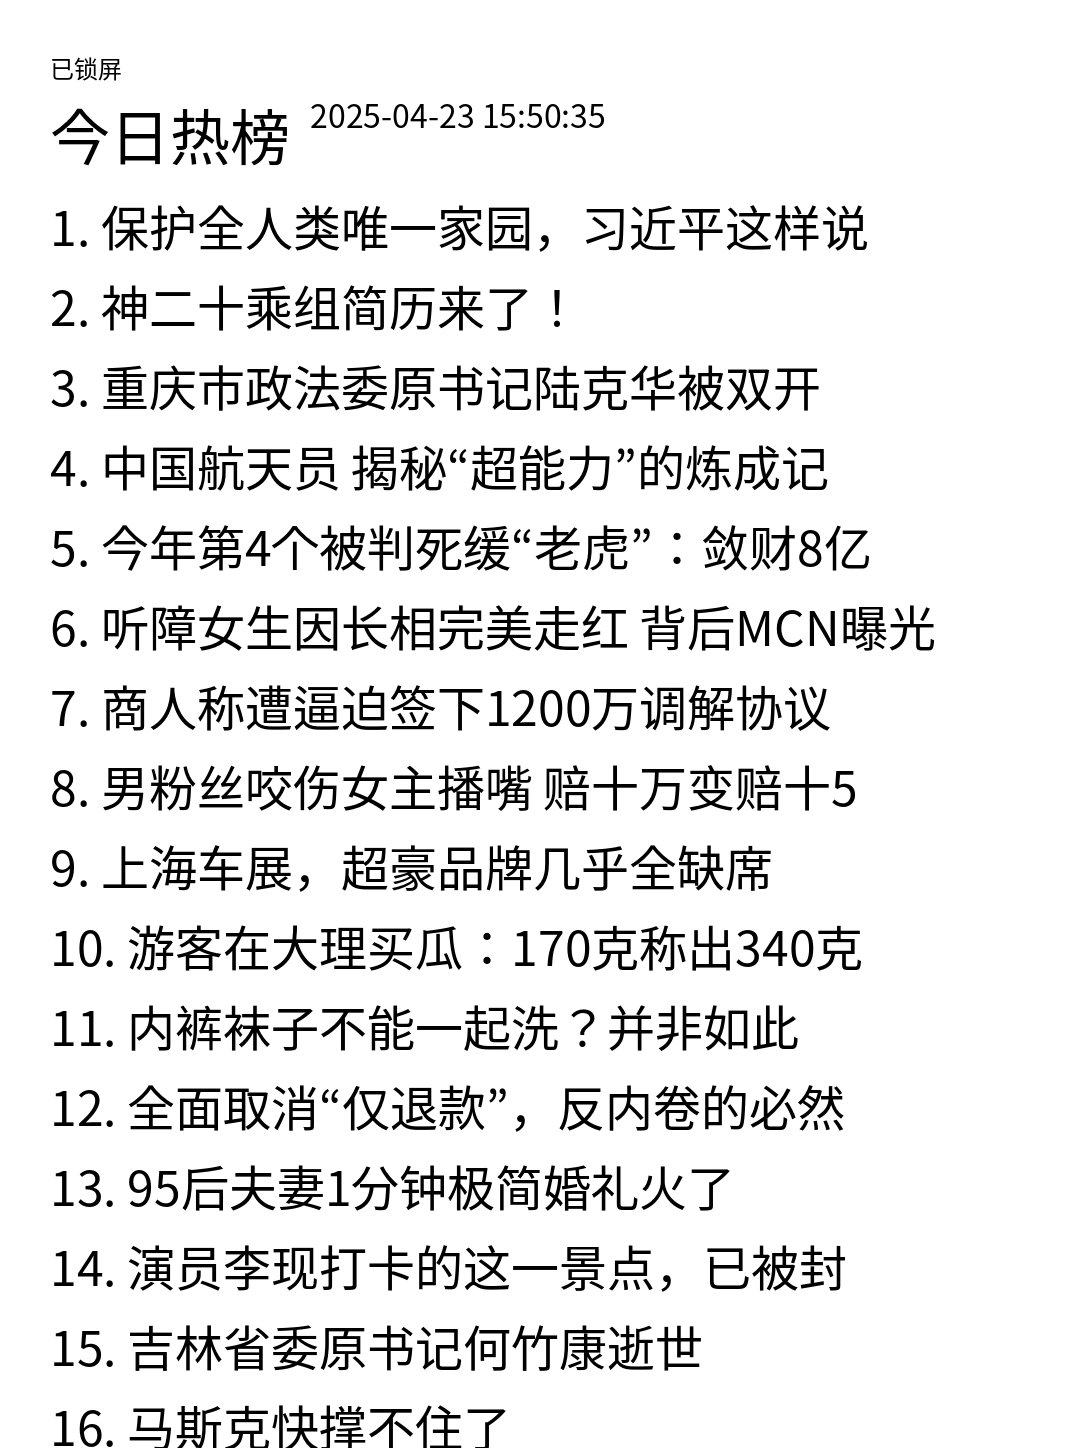 已锁屏
今日热榜 2025-04-23 15:50:35
1. 保护全人类唯一家园，习近平这样说
2. 神二十乘组简历来了！
3. 重庆市政法委原书记陆克华被双开
4. 中国航天员 揭秘“超能力”的炼成记
5. 今年第4个被判死缓“老虎”：敛财8亿
6. 听障女生因长相完美走红 背后MCN曝光
7. 商人称遭逼迫签下1200万调解协议
8. 男粉丝咬伤女主播嘴 赔十万变赔十5
9. 上海车展，超豪品牌几乎全缺席
10. 游客在大理买瓜：170克称出340克
11. 内裤袜子不能一起洗？并非如此
12. 全面取消“仅退款”，反内卷的必然
13. 95后夫妻1分钟极简婚礼火了
14. 演员李现打卡的这一景点，已被封
15. 吉林省委原书记何竹康逝世
16. 马斯克快撑不住了